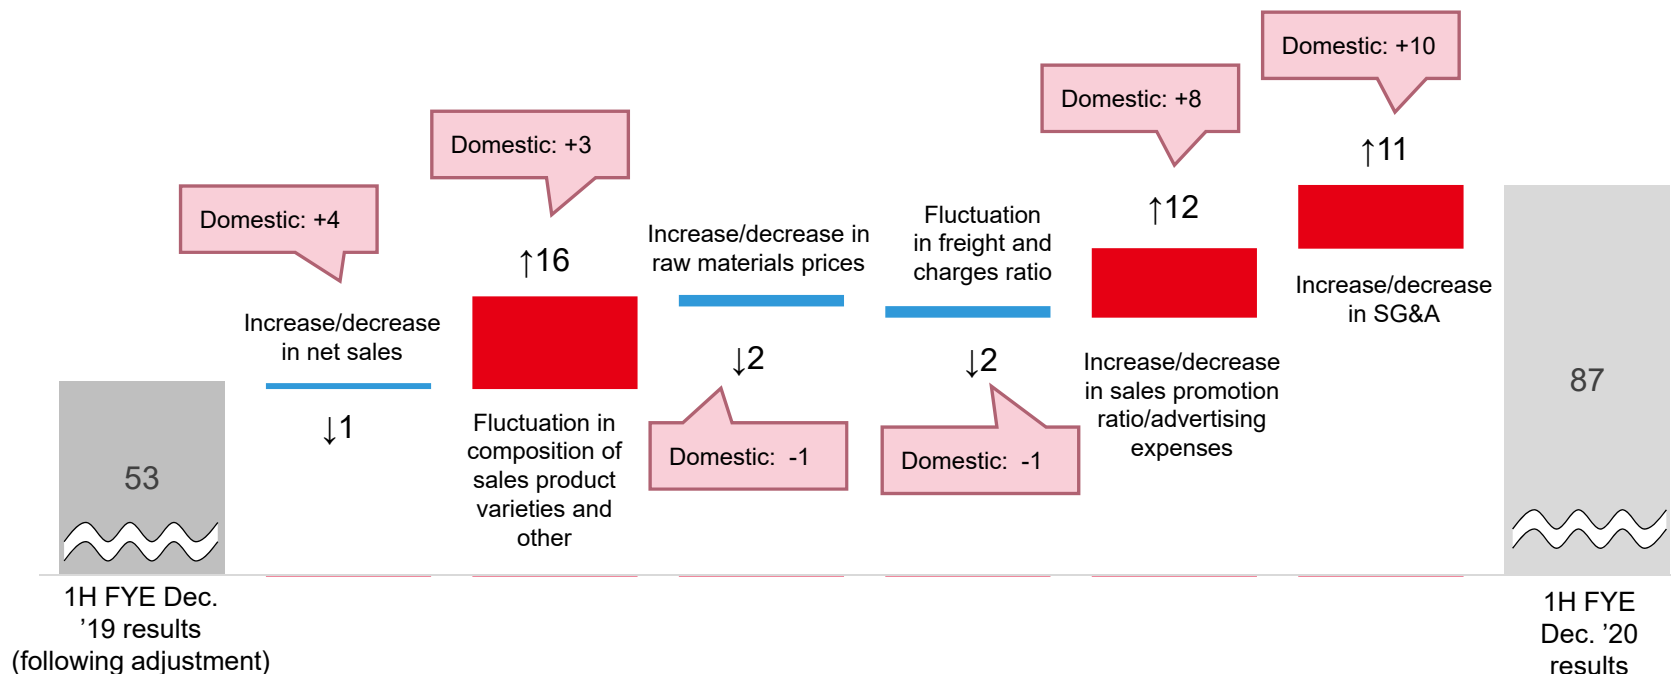 Domestic: +10
Domestic: +8
Domestic: +3
Domestic: +4
↑11
↑12
↑16
Fluctuation
in freight and
charges ratio
Increase/decrease in
raw materials prices
Increase/decrease
in SG&A
Increase/decrease
in net sales
↓1
↓2
↓2
Increase/decrease
in sales promotion
ratio/advertising
expenses
Fluctuation in
composition of
sales product
varieties and
other
Domestic:  -1
Domestic:  -1
53
87
1H FYE Dec.
’19 results
(following adjustment)
1H FYE
Dec. ’20
results